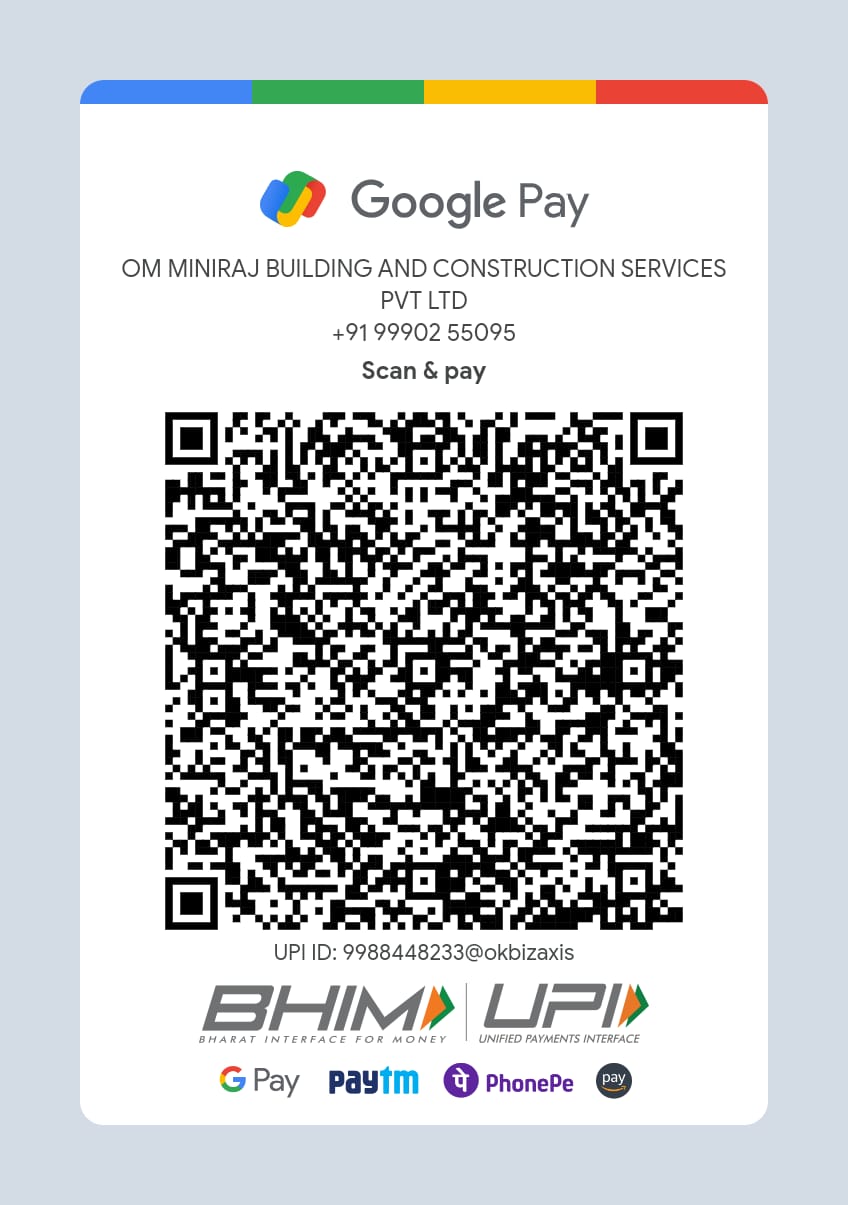 Google Pay
OM MINIRAJ BUILDING AND CONSTRUCTION SERVICES
PVT LTD
+91 99902 55095
Scan & pay
UPI ID: 9988448233@okbizaxis
BHIM UPI
BHARAT INTERFACE FOR MONEY UNIFIED PAYMENTS INTERFACE
G Pay paytm पे PhonePe pay